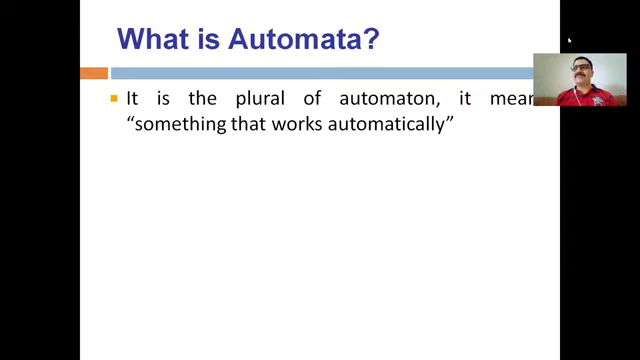 What is Automata?
It is the plural of automaton, it mean
"something that works automatically"